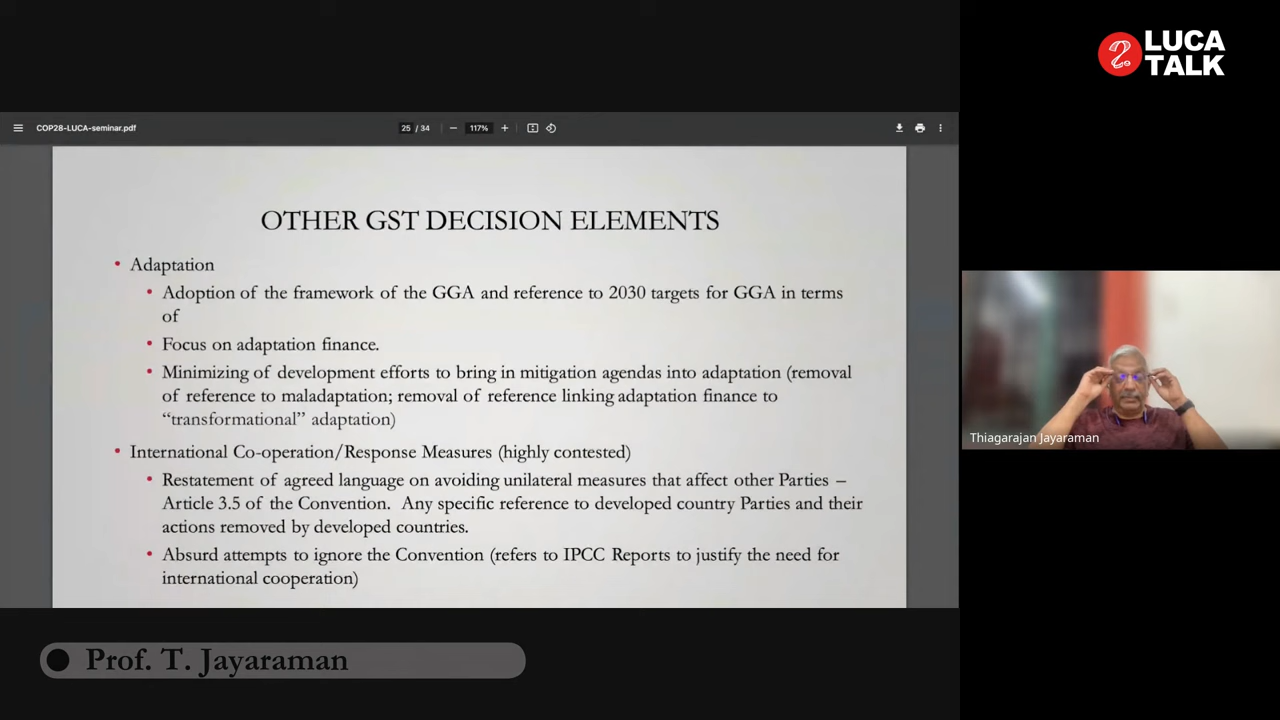 LUCA
TALK
COP28-LUCA-seminar.pdf
25 / 34
117%
OTHER GST DECISION ELEMENTS
• Adaptation
• Adoption of the framework of the GGA and reference to 2030 targets for GGA in terms
of
• Focus on adaptation finance.
• Minimizing of development efforts to bring in mitigation agendas into adaptation (removal
of reference to maladaptation; removal of reference linking adaptation finance to
“transformational” adaptation)
• International Co-operation/Response Measures (highly contested)
• Restatement of agreed language on avoiding unilateral measures that affect other Parties –
Article 3.5 of the Convention. Any specific reference to developed country Parties and their
actions removed by developed countries.
• Absurd attempts to ignore the Convention (refers to IPCC Reports to justify the need for
international cooperation)
Thiagarajan Jayaraman
Prof. T. Jayaraman